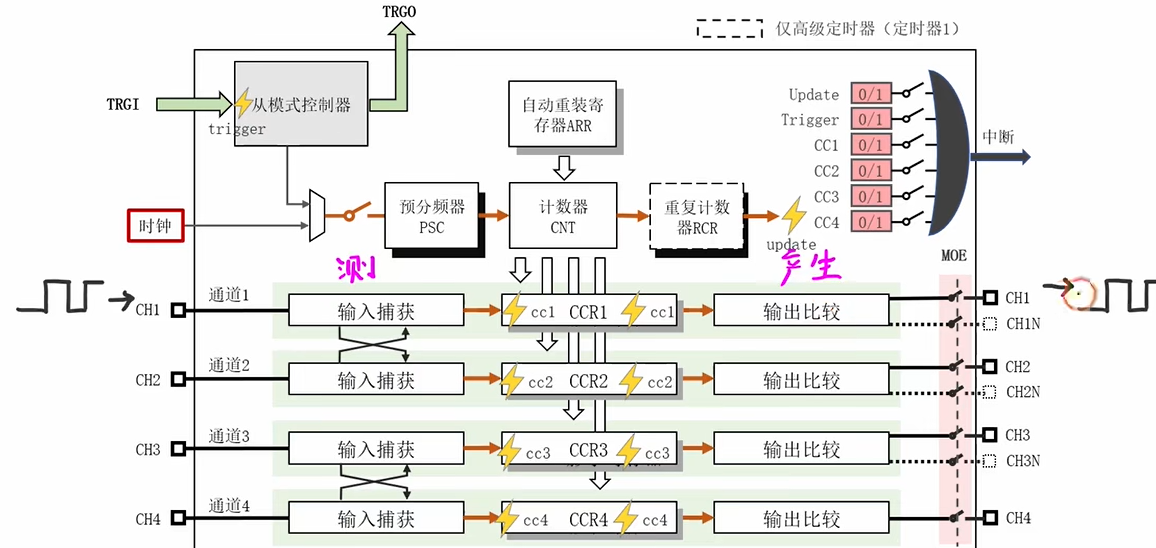 TRGO
仅高级定时器（定时器1）
TRGI
从模式控制器
trigger
自动重装寄
存器ARR
Update 0/1
Trigger 0/1
CC1 0/1
CC2 0/1
CC3 0/1
CC4 0/1
中断
时钟
预分频器
PSC
计数器
CNT
重复计数
器RCR
update
MOE
测
产生
CH1 通道1 输入捕获 cc1 CCR1 cc1 输出比较 CH1
CH1N
CH2 通道2 输入捕获 cc2 CCR2 cc2 输出比较 CH2
CH2N
CH3 通道3 输入捕获 cc3 CCR3 cc3 输出比较 CH3
CH3N
CH4 通道4 输入捕获 cc4 CCR4 cc4 输出比较 CH4